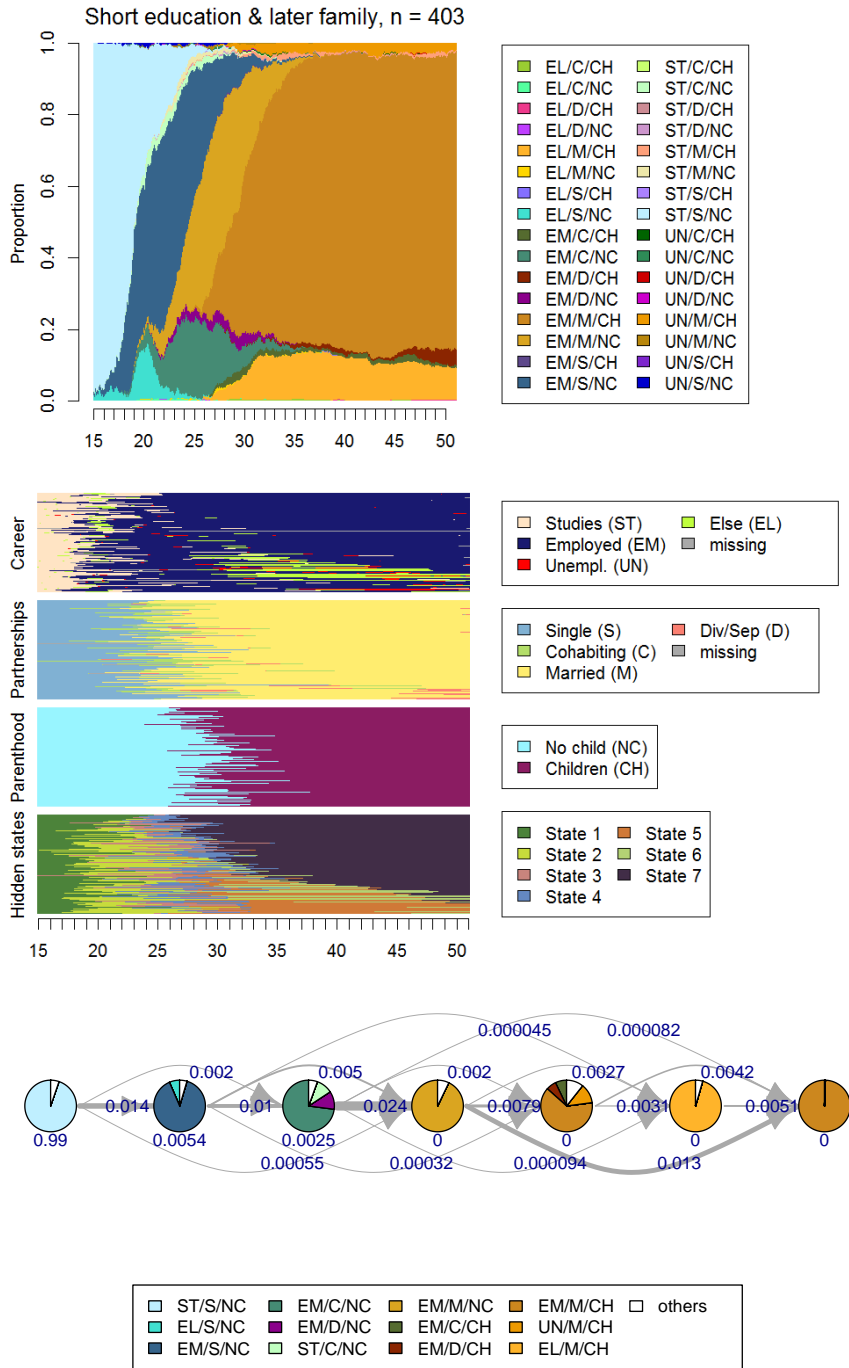 Short education & later family, n = 403
Proportion
0.0 0.2 0.4 0.6 0.8 1.0
15 20 25 30 35 40 45 50
EL/C/CH ST/C/CH
EL/C/NC ST/C/NC
EL/D/CH ST/D/CH
EL/D/NC ST/D/NC
EL/M/CH ST/M/CH
EL/M/NC ST/M/NC
EL/S/CH ST/S/CH
EL/S/NC ST/S/NC
EM/C/CH UN/C/CH
EM/C/NC UN/C/NC
EM/D/CH UN/D/CH
EM/D/NC UN/D/NC
EM/M/CH UN/M/CH
EM/M/NC UN/M/NC
EM/S/CH UN/S/CH
EM/S/NC UN/S/NC
Career
Studies (ST) Else (EL)
Employed (EM) missing
Unempl. (UN)
Partnerships
Single (S) Div/Sep (D)
Cohabiting (C) missing
Married (M)
Parenthood
No child (NC)
Children (CH)
Hidden states
State 1 State 5
State 2 State 6
State 3 State 7
State 4
15 20 25 30 35 40 45 50
0.000045 0.000082
0.002 0.005 0.002 0.0027 0.0042
0.014 0.01 0.024 0.0079 0.0031 0.0051
0.99 0.0054 0.0025 0 0 0 0
0.00055 0.00032 0.000094 0.013
ST/S/NC EM/C/NC EM/M/NC EM/M/CH others
EL/S/NC EM/D/NC EM/C/CH UN/M/CH
EM/S/NC ST/C/NC EM/D/CH EL/M/CH